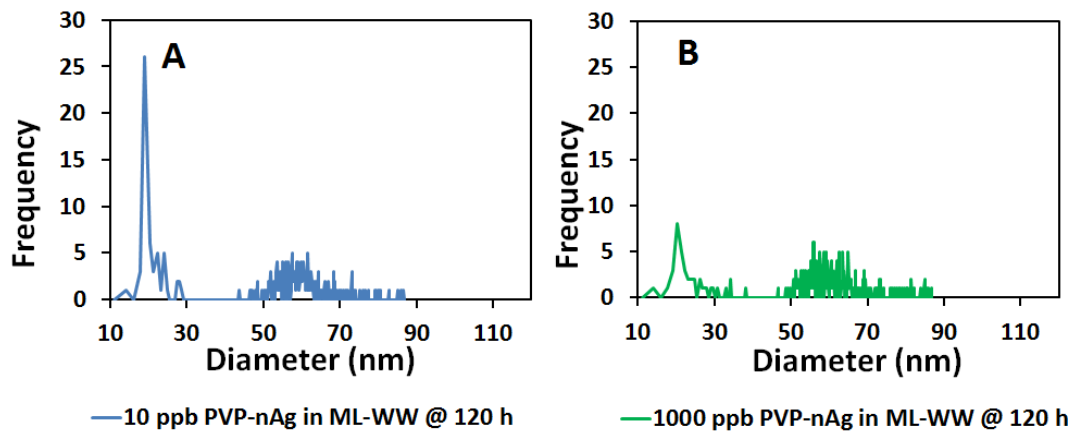 A
Frequency
30
25
20
15
10
5
0
10 30 50 70 90 110
Diameter (nm)
10 ppb PVP-nAg in ML-WW @ 120 h
B
Frequency
30
25
20
15
10
5
0
10 30 50 70 90 110
Diameter (nm)
1000 ppb PVP-nAg in ML-WW @ 120 h